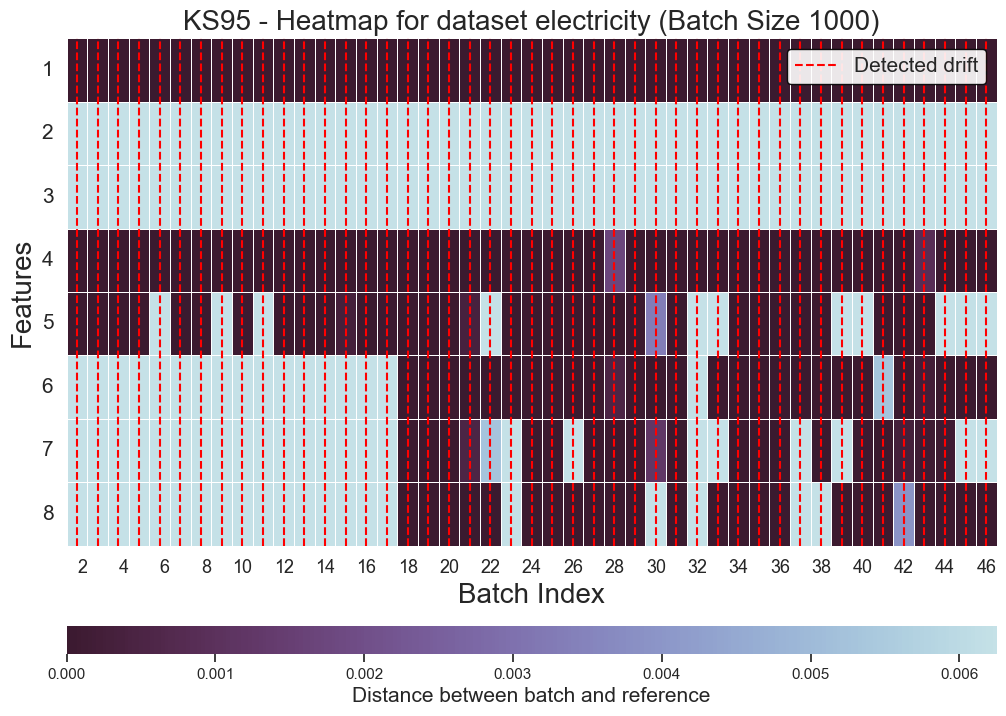 KS95 - Heatmap for dataset electricity (Batch Size 1000)
Detected drift
Features
1
2
3
4
5
6
7
8
2 4 6 8 10 12 14 16 18 20 22 24 26 28 30 32 34 36 38 40 42 44 46
Batch Index
0.000 0.001 0.002 0.003 0.004 0.005 0.006
Distance between batch and reference